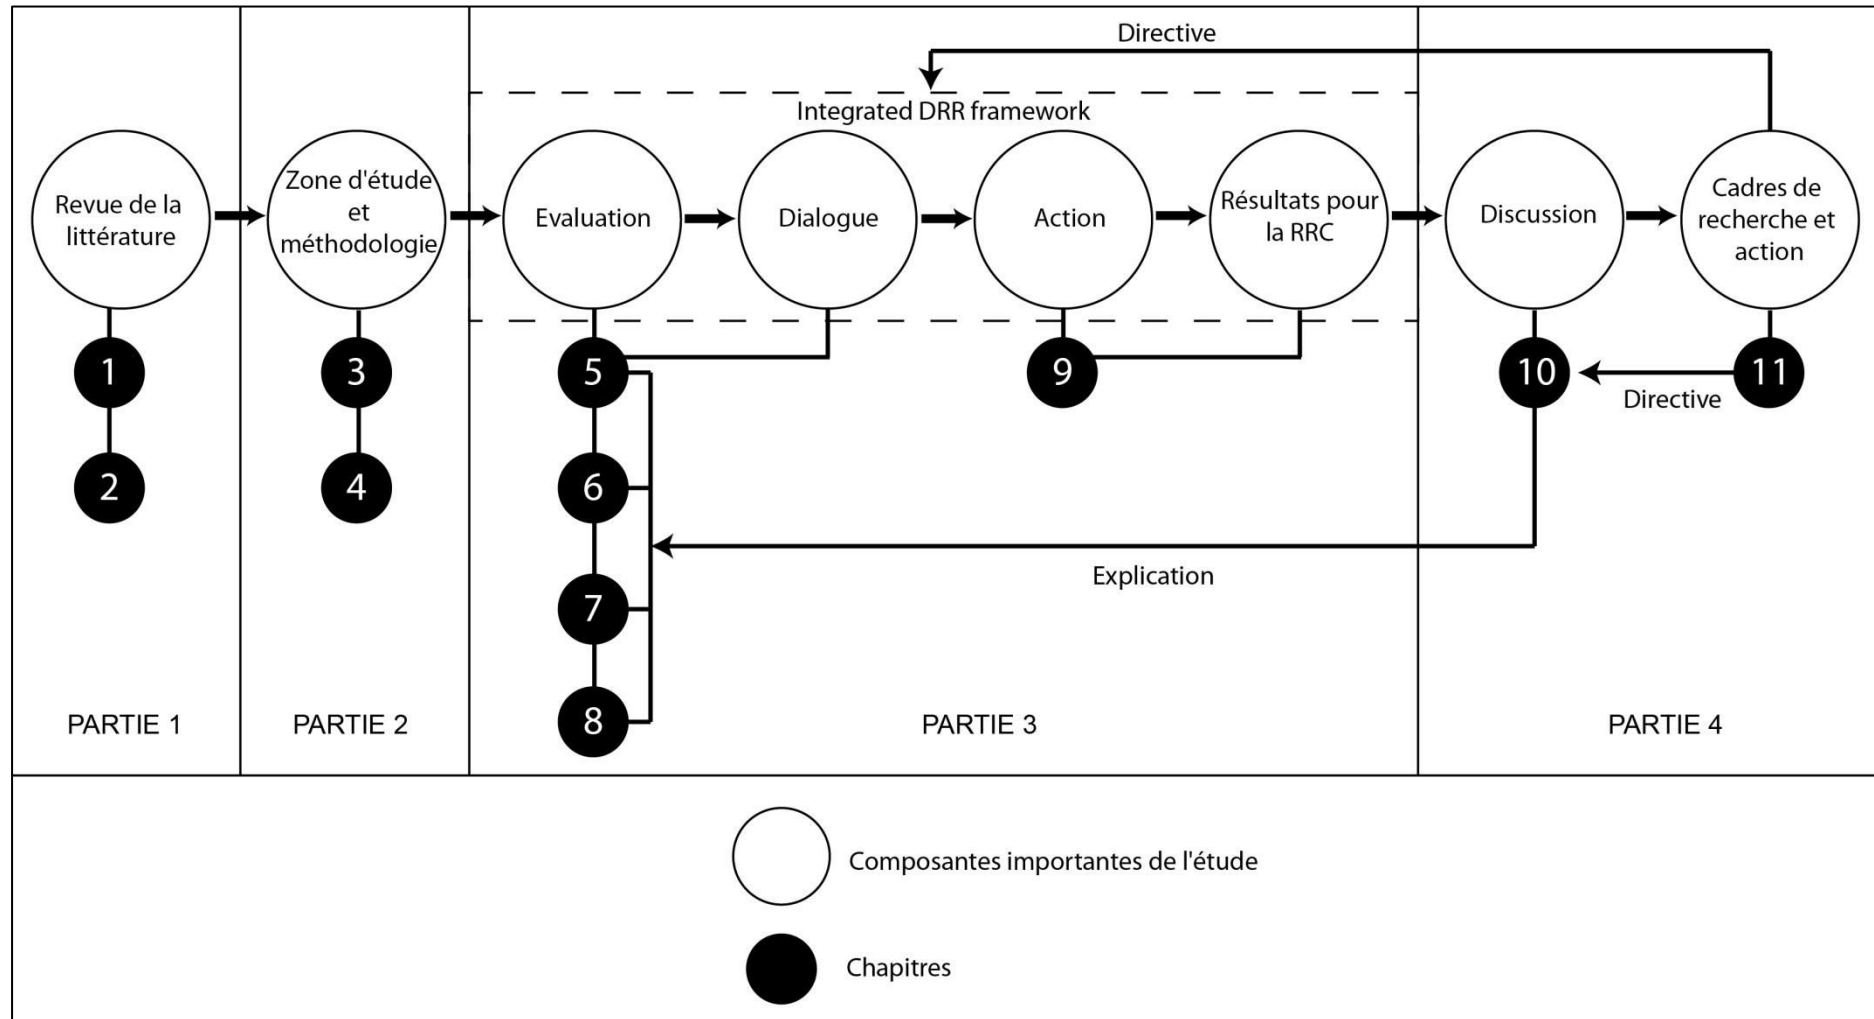 Directive
Integrated DRR framework
Revue de la
littérature
Zone d'étude
et
méthodologie
Evaluation
Dialogue
Action
Résultats pour
la RRC
Discussion
Cadres de
recherche et
action
1
2
3
4
5
6
7
8
9
10
11
Directive
Explication
PARTIE 1
PARTIE 2
PARTIE 3
PARTIE 4
Composantes importantes de l'étude
Chapitres